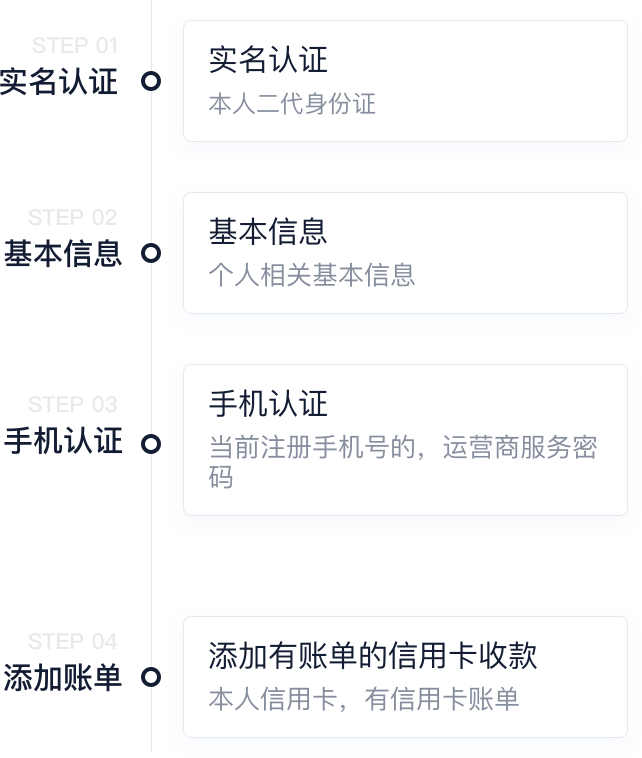 STEP 01
实名认证
实名认证
本人二代身份证
STEP 02
基本信息
基本信息
个人相关基本信息
STEP 03
手机认证
手机认证
当前注册手机号的，运营商服务密
码
STEP 04
添加账单
添加有账单的信用卡收款
本人信用卡，有信用卡账单